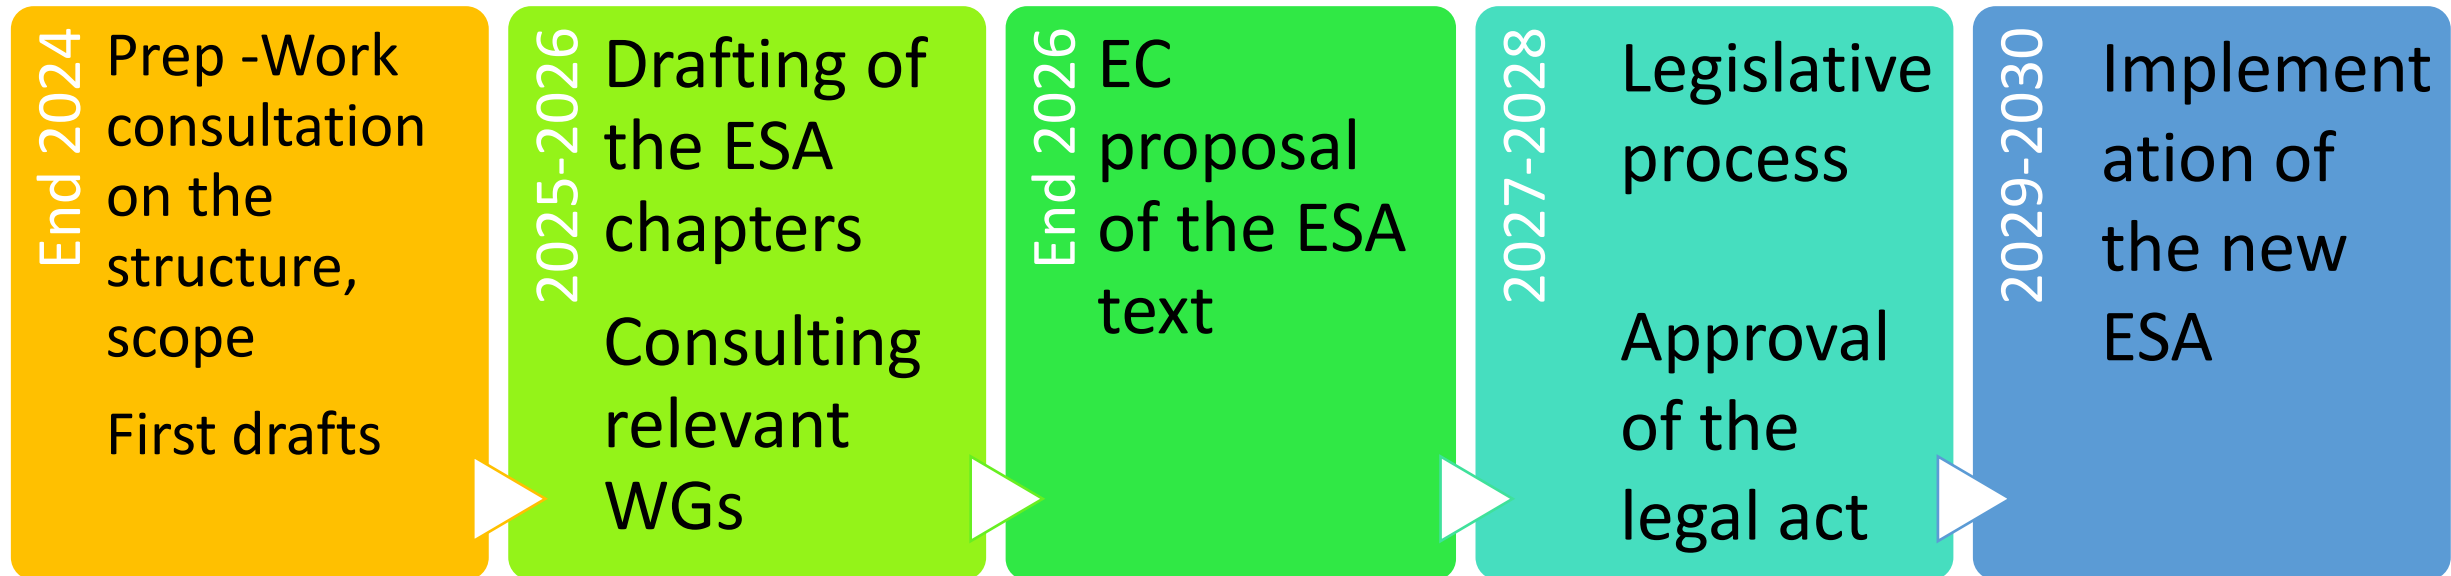 End 2024
Prep -Work
consultation
on the
structure,
scope
First drafts
2025-2026
Drafting of
the ESA
chapters
Consulting
relevant
WGs
End 2026
EC
proposal
of the ESA
text
2027-2028
Legislative
process
Approval
of the
legal act
2029-2030
Implement
ation of
the new
ESA